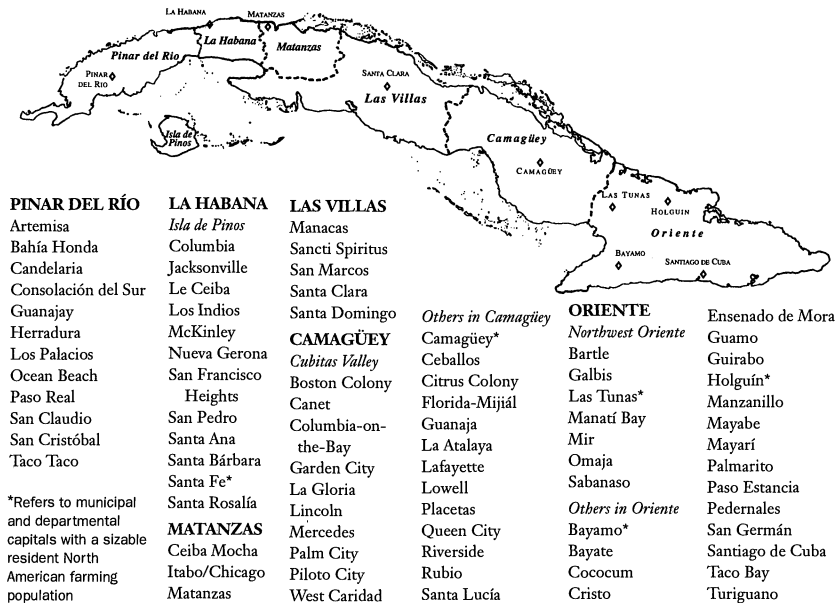 LA HABANA
MATANZAS
La Habana
Matanzas
Pinar del Rio
PINAR
DEL RIO
SANTA CLARA
Las Villas
Isla de
Pinos
Camagüey
CAMAGÜEY
LAS TUNAS
HOLGUIN
Oriente
BAYAMO
SANTIAGO DE CUBA
PINAR DEL RÍO
Artemisa
Bahía Honda
Candelaria
Consolación del Sur
Guanajay
Herradura
Los Palacios
Ocean Beach
Paso Real
San Claudio
San Cristóbal
Taco Taco
*Refers to municipal
and departmental
capitals with a sizable
resident North
American farming
population
LA HABANA
Isla de Pinos
Columbia
Jacksonville
Le Ceiba
Los Indios
McKinley
Nueva Gerona
San Francisco
Heights
San Pedro
Santa Ana
Santa Bárbara
Santa Fe*
Santa Rosalía
MATANZAS
Ceiba Mocha
Itabo/Chicago
Matanzas
LAS VILLAS
Manacas
Sancti Spiritus
San Marcos
Santa Clara
Santa Domingo
CAMAGÜEY
Cubitas Valley
Boston Colony
Canet
Columbia-on-
the-Bay
Garden City
La Gloria
Lincoln
Mercedes
Palm City
Piloto City
West Caridad
Others in Camagüey
Camagüey*
Ceballos
Citrus Colony
Florida-Mijiál
Guanaja
La Atalaya
Lafayette
Lowell
Placetas
Queen City
Riverside
Rubio
Santa Lucía
ORIENTE
Northwest Oriente
Bartle
Galbis
Las Tunas*
Manatí Bay
Mir
Omaja
Sabanaso
Others in Oriente
Bayamo*
Bayate
Cococum
Cristo
Ensenado de Mora
Guamo
Guirabo
Holguín*
Manzanillo
Mayabe
Mayarí
Palmarito
Paso Estancia
Pedernales
San Germán
Santiago de Cuba
Taco Bay
Turiguano